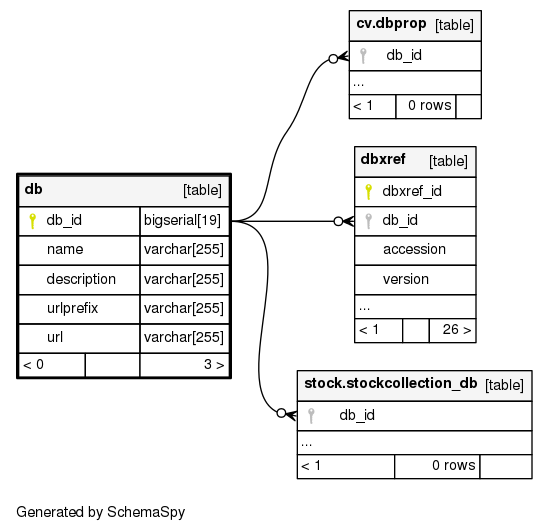 cv.dbprop [table]
db_id
...
< 1 0 rows
dbxref [table]
dbxref_id
db_id
accession
version
...
< 1 26 >
db [table]
db_id bigserial[19]
name varchar[255]
description varchar[255]
urlprefix varchar[255]
url varchar[255]
< 0 3 >
stock.stockcollection_db [table]
db_id
...
< 1 0 rows
Generated by SchemaSpy